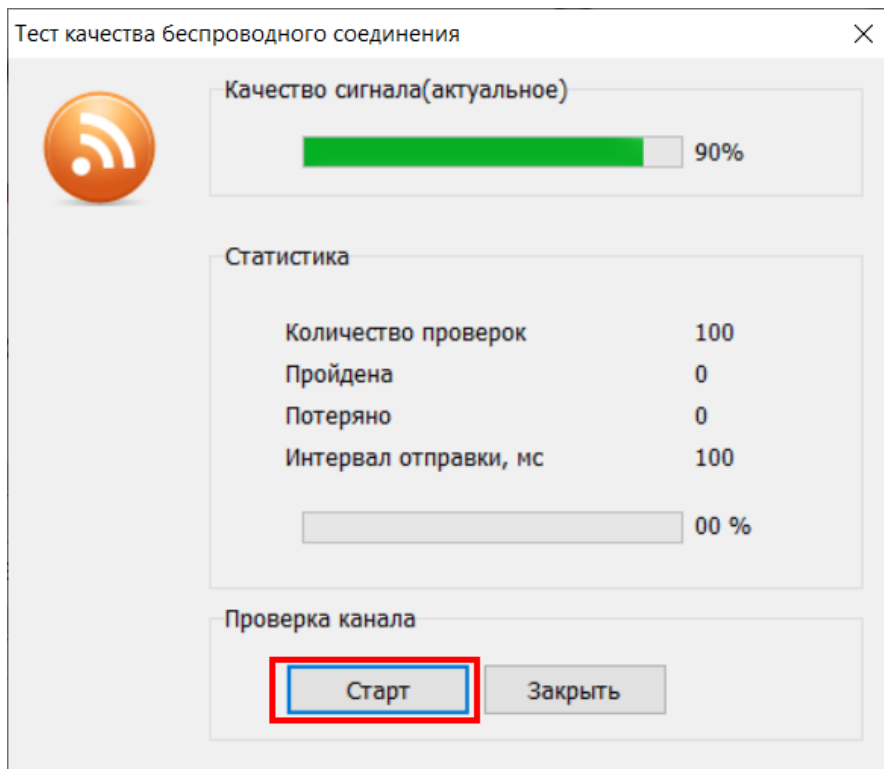 Тест качества беспроводного соединения
Качество сигнала(актуальное)
90%
Статистика
Количество проверок 100
Пройдена 0
Потеряно 0
Интервал отправки, мс 100
00 %
Проверка канала
Старт Закрыть